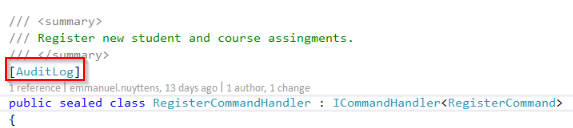 /// <summary>
/// Register new student and course assingments.
/// </summary>
[AuditLog]
1 reference | emmanuel.nuyttens, 13 days ago | 1 author, 1 change
public sealed class RegisterCommandHandler : ICommandHandler<RegisterCommand>
{